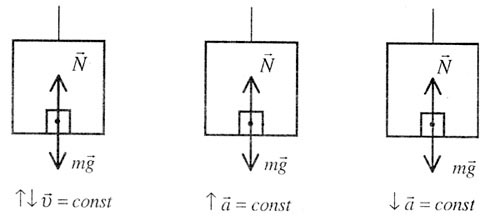 N⃗ N⃗ N⃗
mg⃗ mg⃗ mg⃗
↑↓ υ⃗ = const ↑ a⃗ = const ↓ a⃗ = const